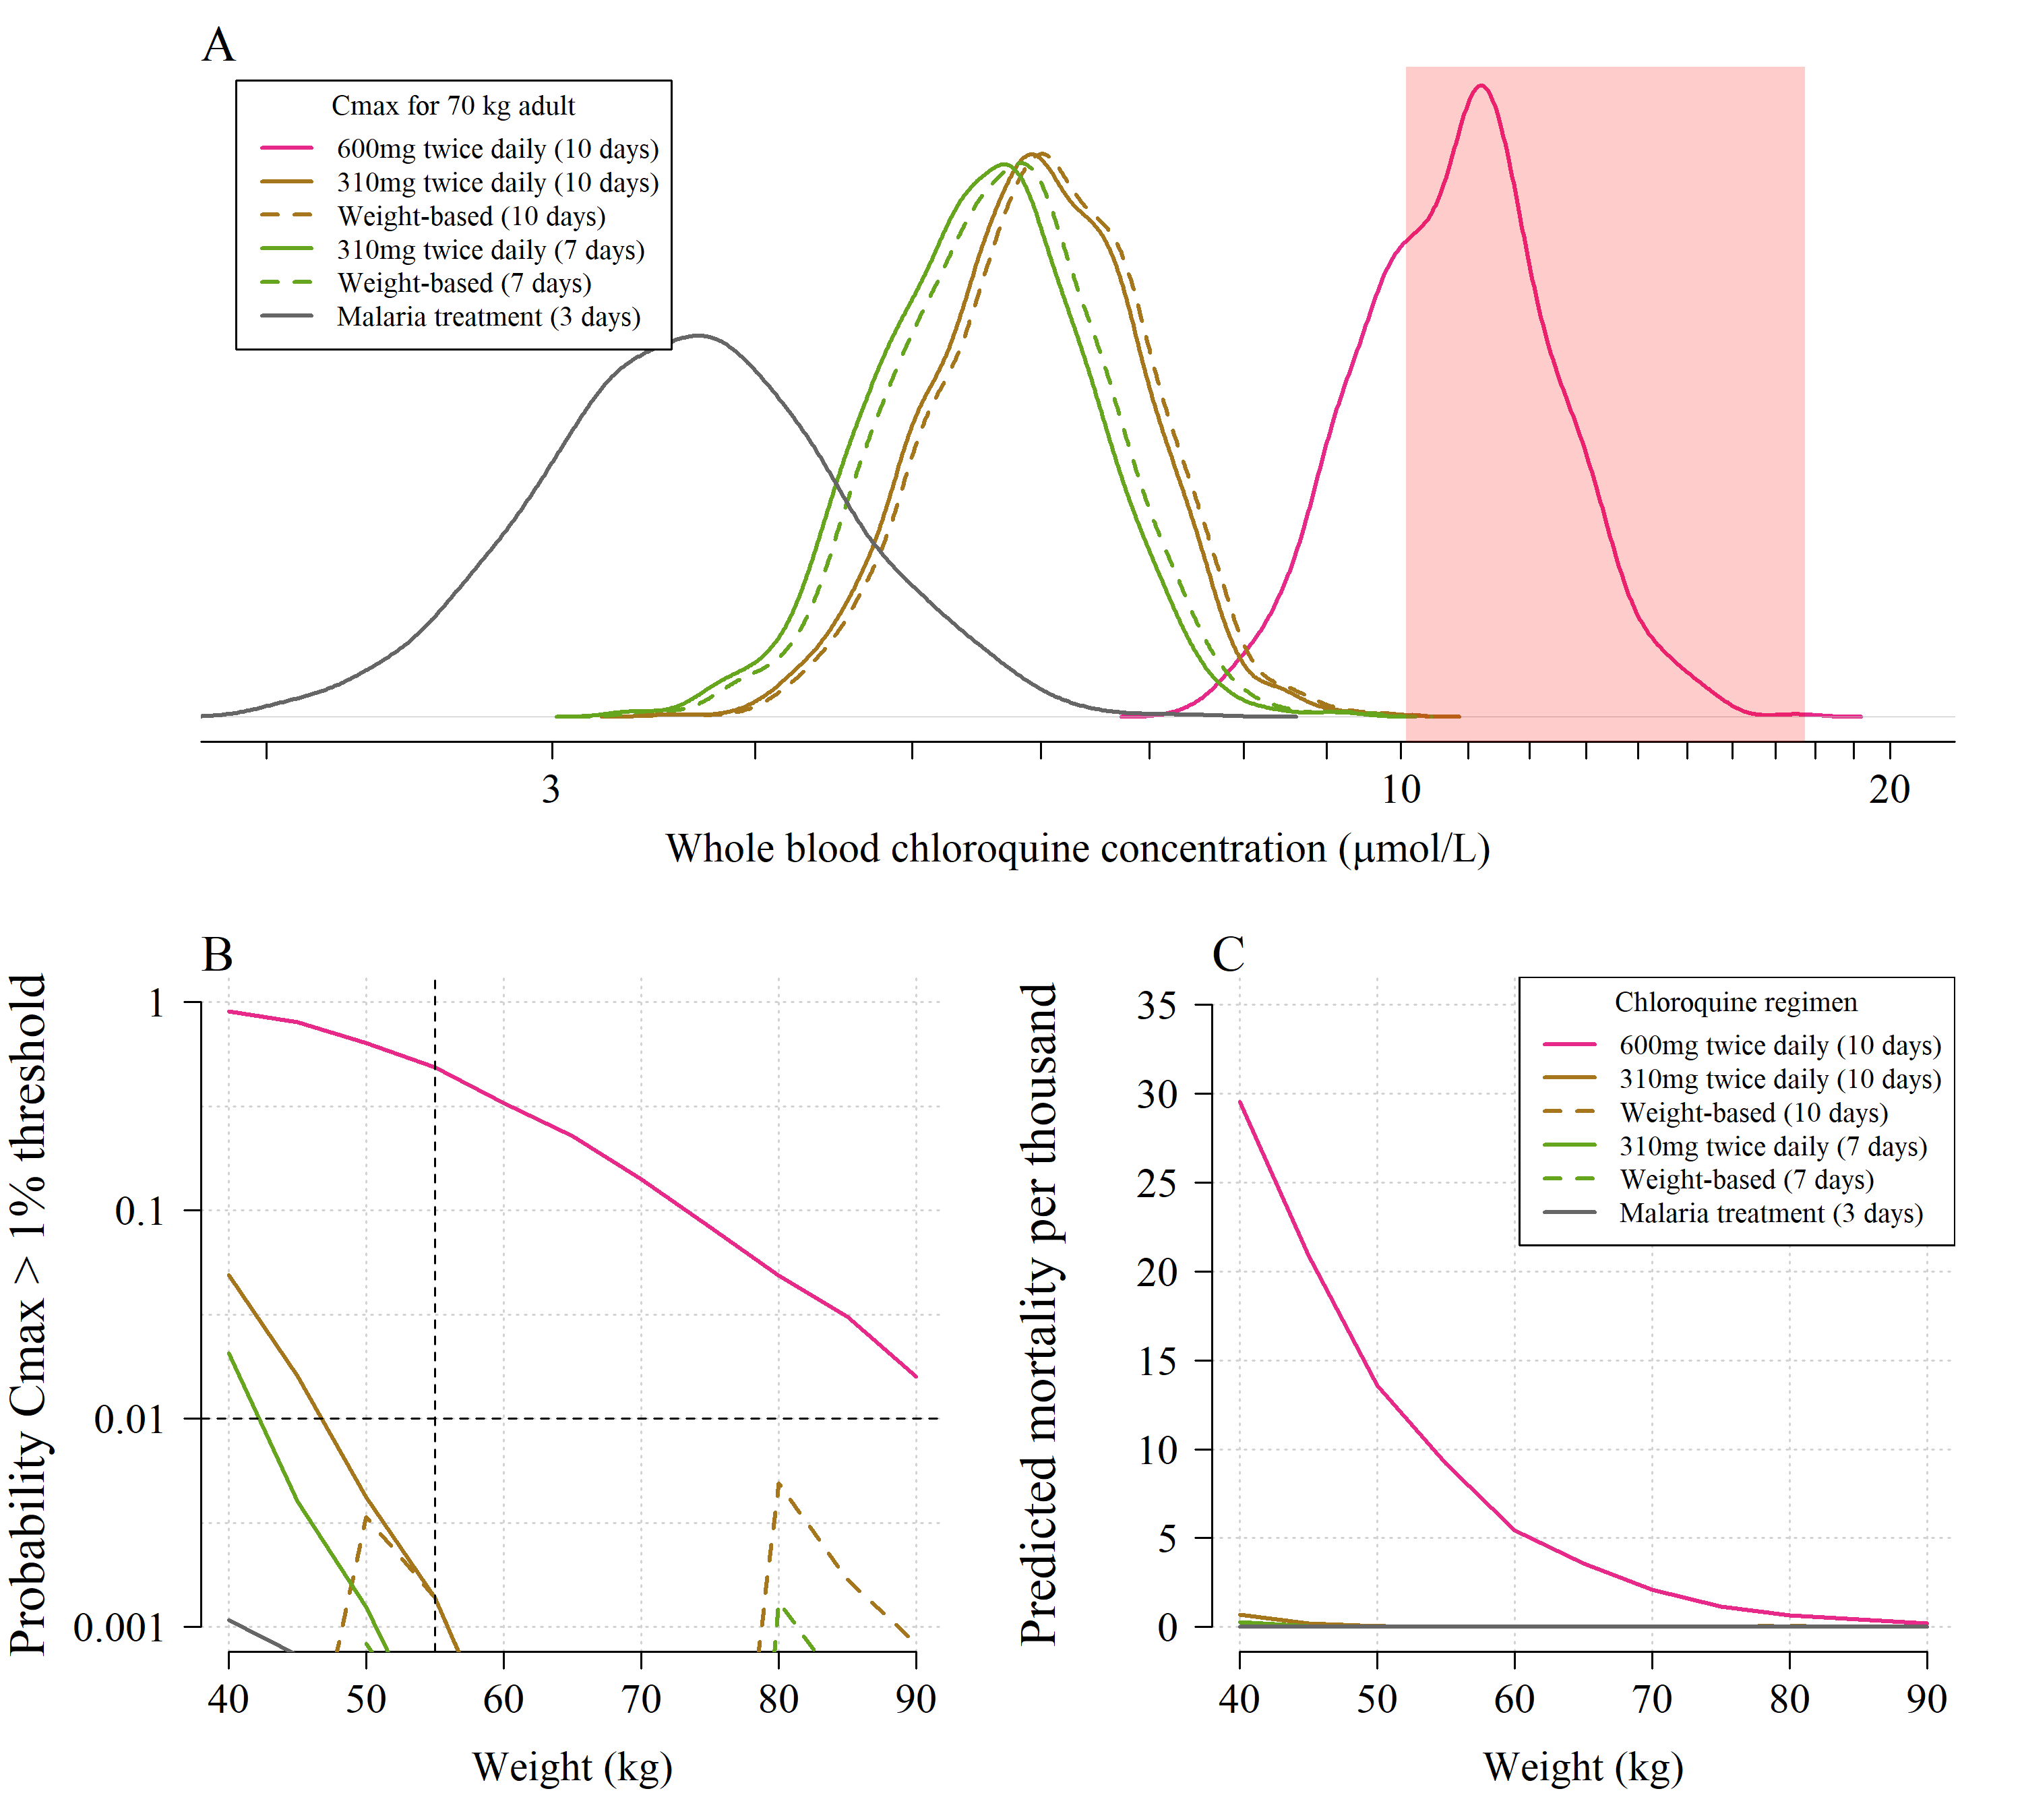 A
Cmax for 70 kg adult
600mg twice daily (10 days)
310mg twice daily (10 days)
Weight-based (10 days)
310mg twice daily (7 days)
Weight-based (7 days)
Malaria treatment (3 days)
3
10
20
Whole blood chloroquine concentration (μmol/L)
B
Probability Cmax > 1% threshold
1
0.1
0.01
0.001
40 50 60 70 80 90
Weight (kg)
C
Predicted mortality per thousand
35
30
25
20
15
10
5
0
Chloroquine regimen
600mg twice daily (10 days)
310mg twice daily (10 days)
Weight-based (10 days)
310mg twice daily (7 days)
Weight-based (7 days)
Malaria treatment (3 days)
40 50 60 70 80 90
Weight (kg)